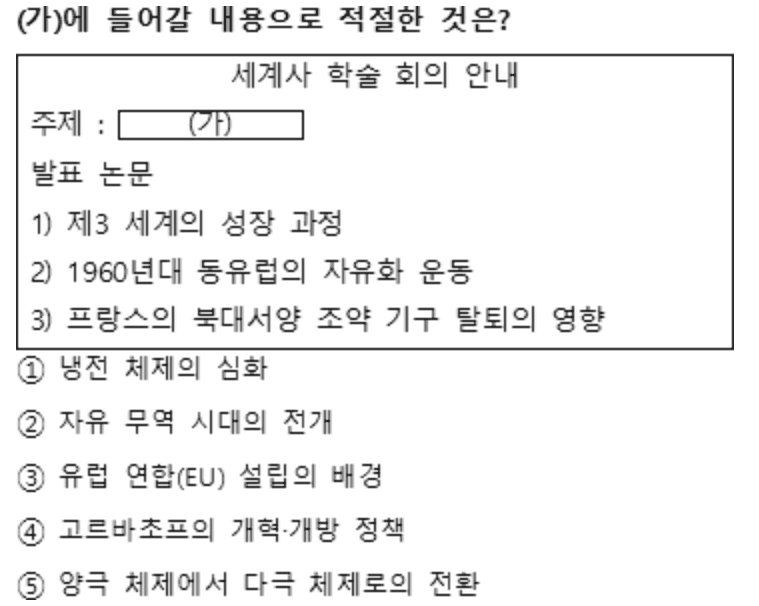 (가)에 들어갈 내용으로 적절한 것은?
세계사 학술 회의 안내
주제 : (가)
발표 논문
1) 제3 세계의 성장 과정
2) 1960년대 동유럽의 자유화 운동
3) 프랑스의 북대서양 조약 기구 탈퇴의 영향
① 냉전 체제의 심화
② 자유 무역 시대의 전개
③ 유럽 연합(EU) 설립의 배경
④ 고르바초프의 개혁·개방 정책
⑤ 양극 체제에서 다극 체제로의 전환